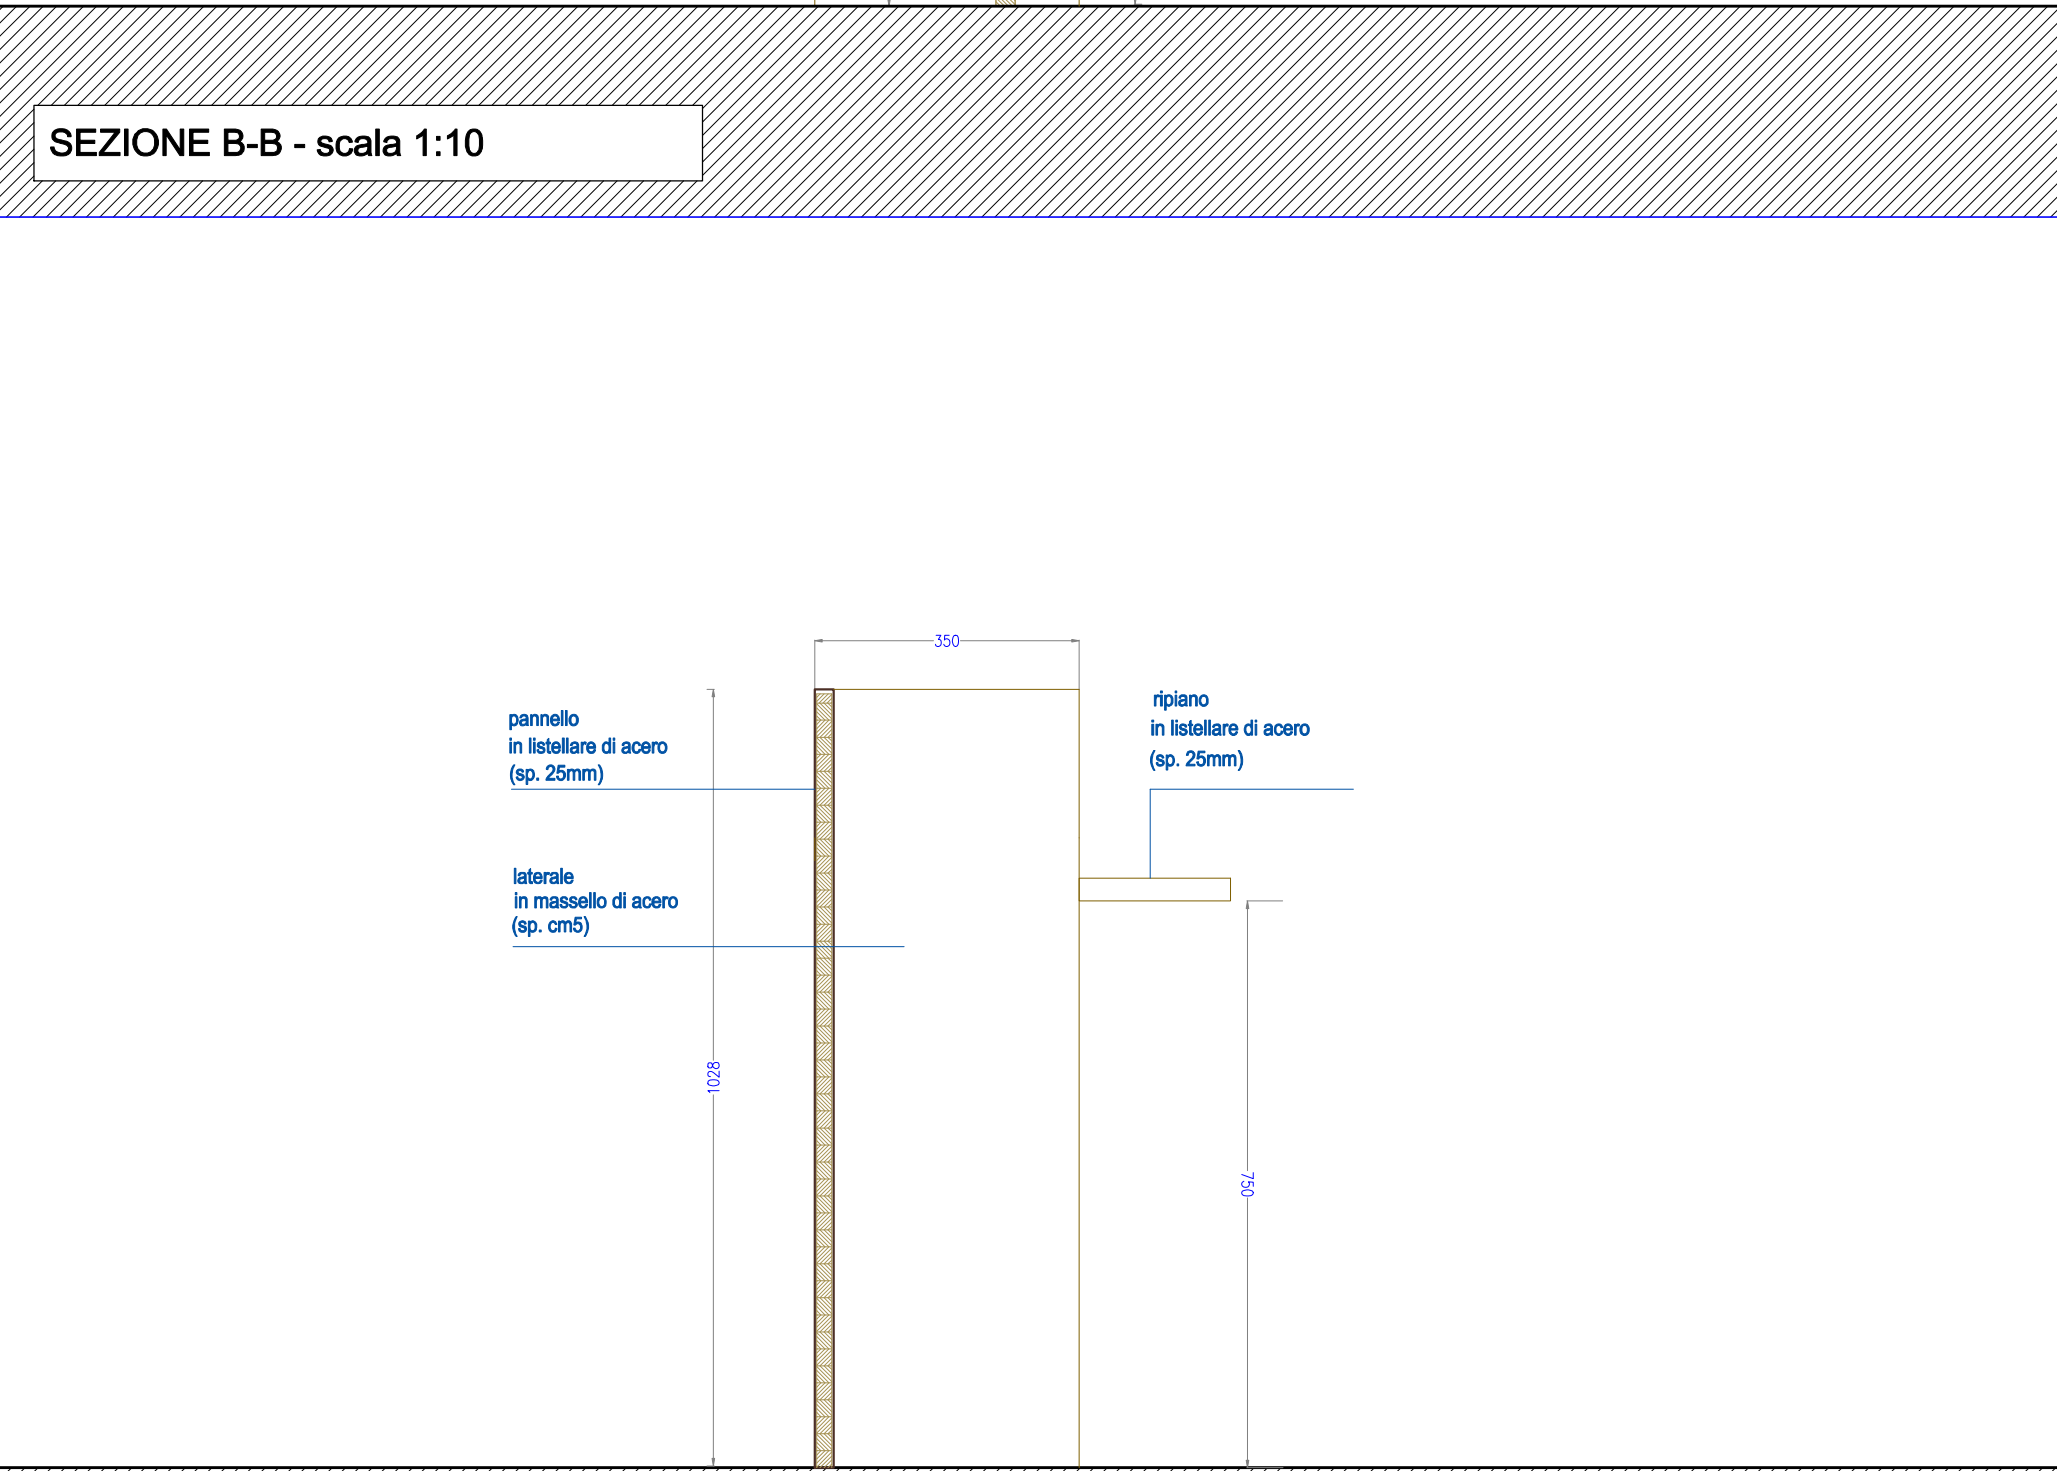 SEZIONE B-B - scala 1:10
350
pannello
in listellare di acero
(sp. 25mm)
ripiano
in listellare di acero
(sp. 25mm)
laterale
in massello di acero
(sp. cm5)
1028
750